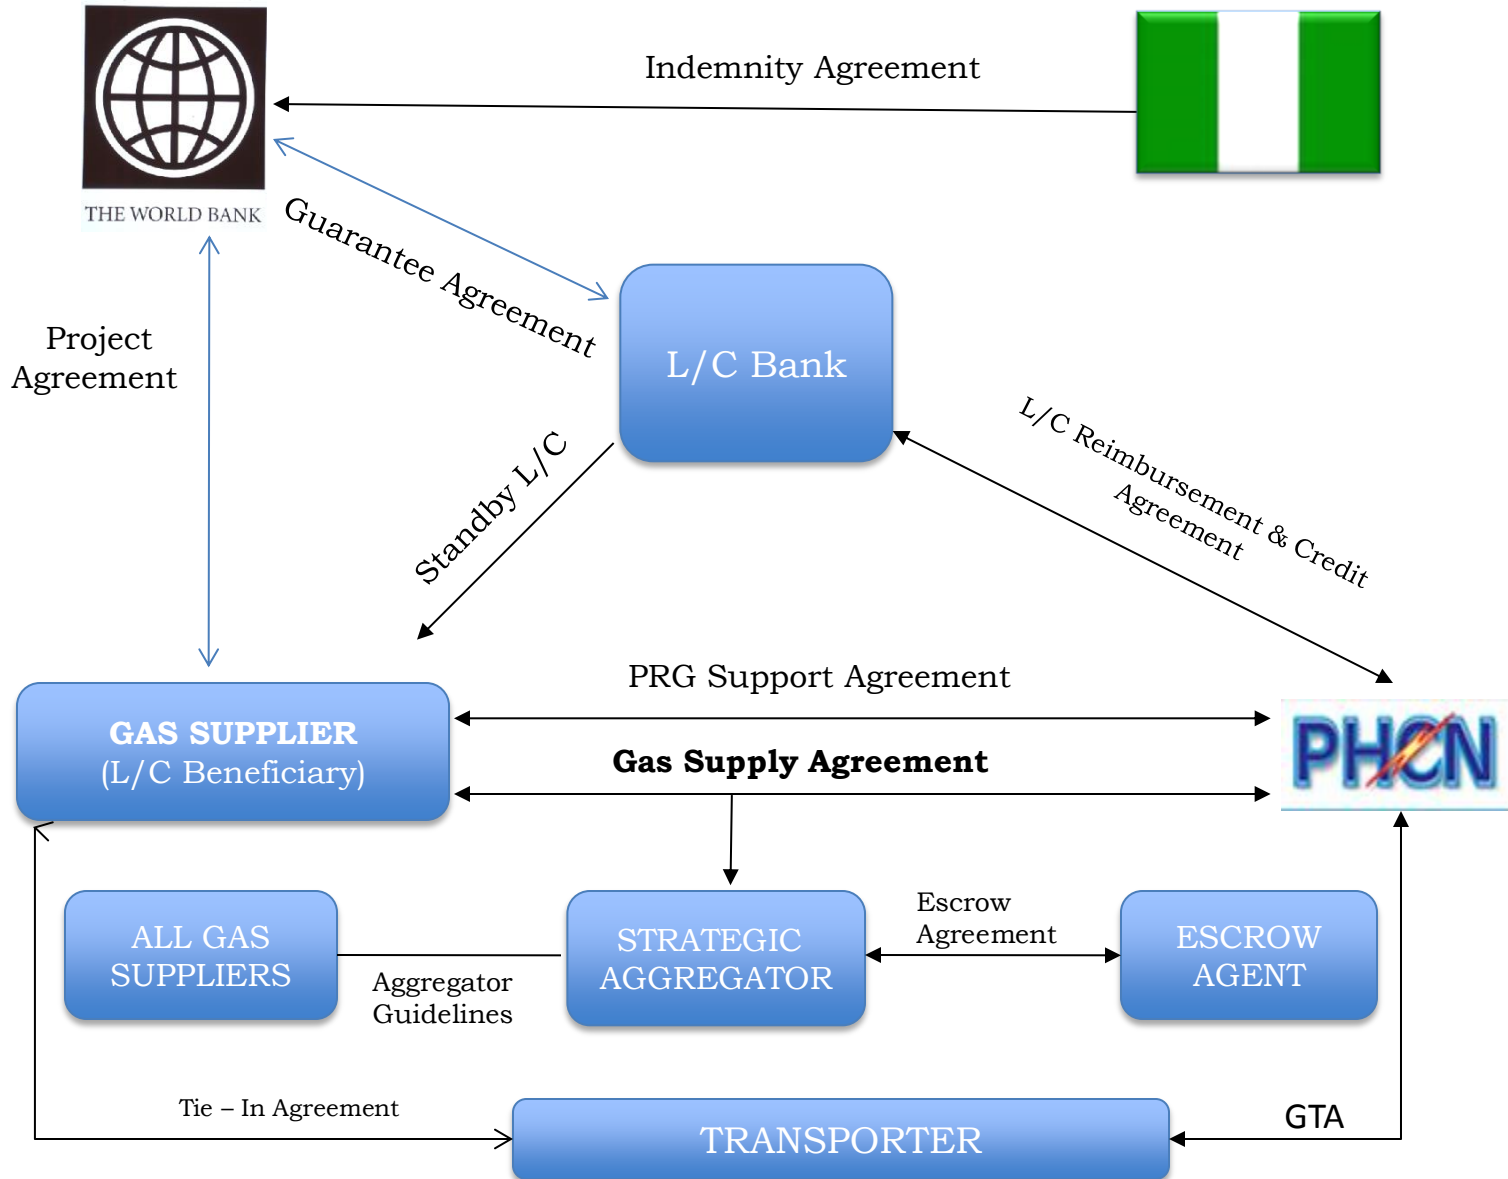 Indemnity Agreement
THE WORLD BANK
Guarantee Agreement
Project
Agreement
L/C Bank
L/C Reimbursement & Credit
Agreement
Standby L/C
PRG Support Agreement
GAS SUPPLIER
(L/C Beneficiary)
Gas Supply Agreement
PHCN
ALL GAS
SUPPLIERS
Aggregator
Guidelines
STRATEGIC
AGGREGATOR
Escrow
Agreement
ESCROW
AGENT
Tie – In Agreement
TRANSPORTER
GTA